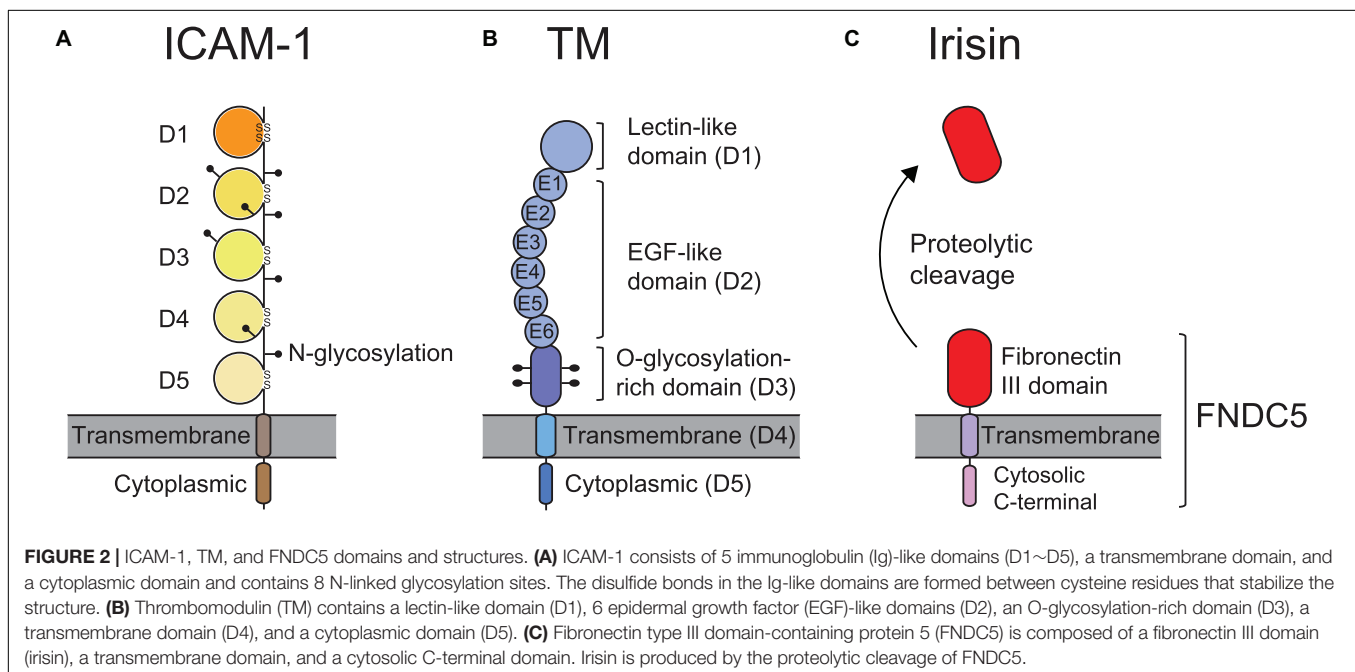 A
ICAM-1
D1
S S
S S
D2
S
S
D3
S
S
D4
S
S
N-glycosylation
D5
S
S
Transmembrane
Cytoplasmic
B
TM
Lectin-like
domain (D1)
E1
E2
E3
E4
E5
E6
EGF-like
domain (D2)
O-glycosylation-
rich domain (D3)
Transmembrane (D4)
Cytoplasmic (D5)
C
Irisin
Proteolytic
cleavage
Fibronectin
III domain
Transmembrane
Cytosolic
C-terminal
FNDC5
FIGURE 2 | ICAM-1, TM, and FNDC5 domains and structures. (A) ICAM-1 consists of 5 immunoglobulin (Ig)-like domains (D1~D5), a transmembrane domain, and
a cytoplasmic domain and contains 8 N-linked glycosylation sites. The disulfide bonds in the Ig-like domains are formed between cysteine residues that stabilize the
structure. (B) Thrombomodulin (TM) contains a lectin-like domain (D1), 6 epidermal growth factor (EGF)-like domains (D2), an O-glycosylation-rich domain (D3), a
transmembrane domain (D4), and a cytoplasmic domain (D5). (C) Fibronectin type III domain-containing protein 5 (FNDC5) is composed of a fibronectin III domain
(irisin), a transmembrane domain, and a cytosolic C-terminal domain. Irisin is produced by the proteolytic cleavage of FNDC5.